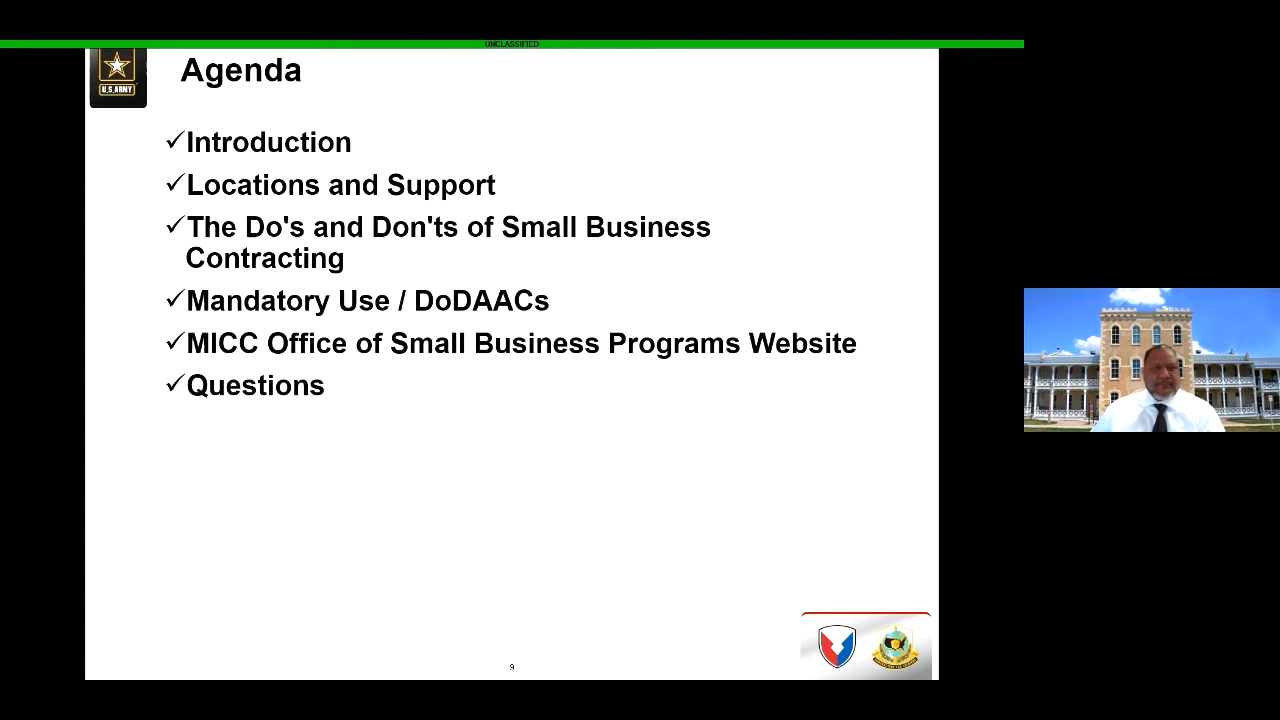 UNCLASSIFIED
U.S.ARMY
Agenda
✓Introduction
✓Locations and Support
✓The Do's and Don'ts of Small Business
Contracting
✓Mandatory Use / DoDAACs
✓MICC Office of Small Business Programs Website
✓Questions
9